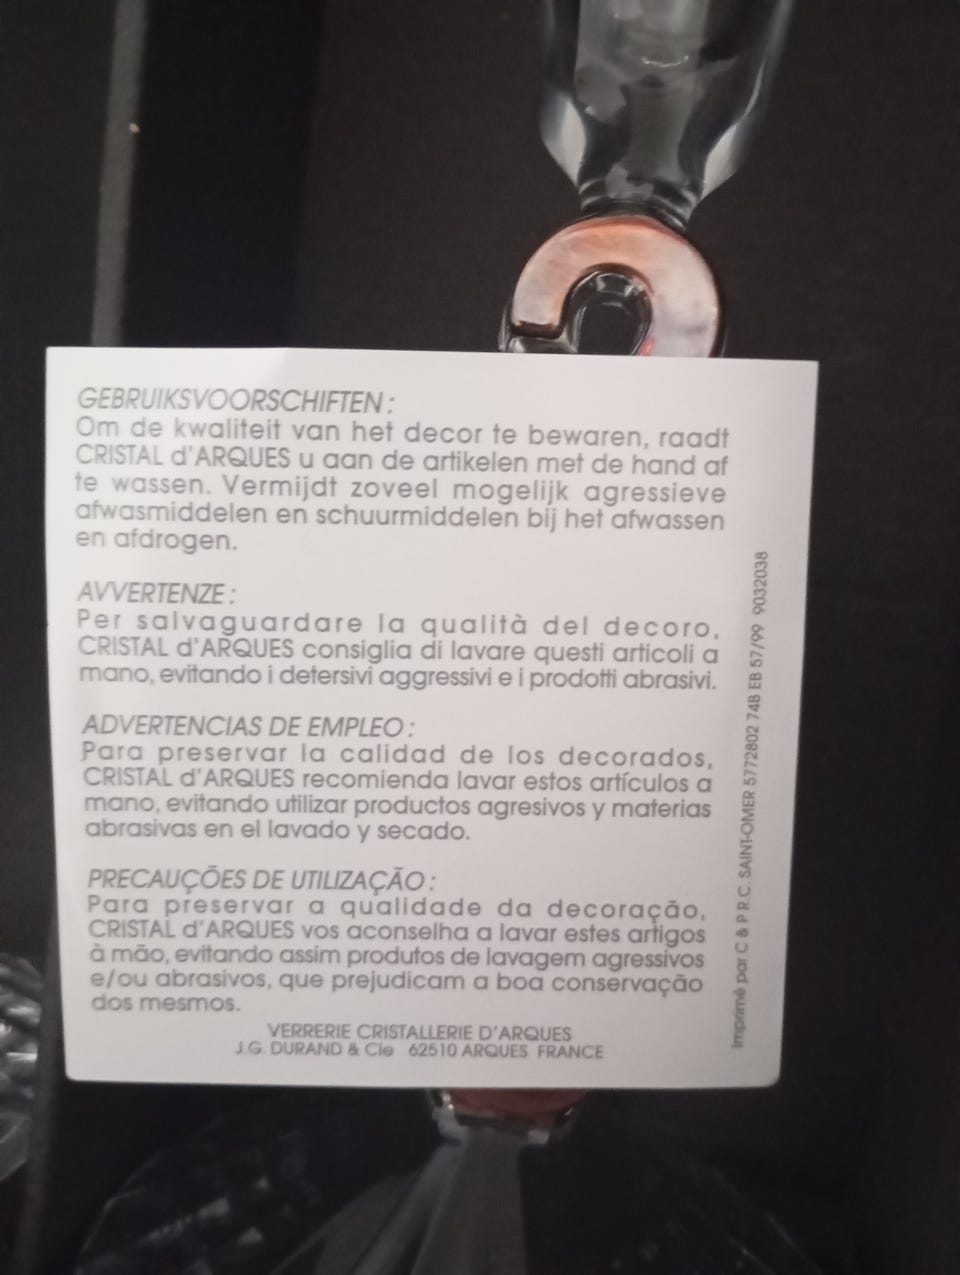 GEBRUIKSVOORSCHIFTEN :
Om de kwaliteit van het decor te bewaren, raadt
CRISTAL d'ARQUES u aan de artikelen met de hand af
te wassen. Vermijdt zoveel mogelijk agressieve
afwasmiddelen en schuurmiddelen bij het afwassen
en afdrogen.
AVVERTENZE :
Per salvaguardare la qualità del decoro,
CRISTAL d'ARQUES consiglia di lavare questi articoli a
mano, evitando i detersivi aggressivi e i prodotti abrasivi.
ADVERTENCIAS DE EMPLEO :
Para preservar la calidad de los decorados,
CRISTAL d'ARQUES recomienda lavar estos artículos a
mano, evitando utilizar productos agresivos y materias
abrasivas en el lavado y secado.
PRECAUÇÕES DE UTILIZAÇÃO :
Para preservar a qualidade da decoração,
CRISTAL d'ARQUES vos aconselha a lavar estes artigos
à mão, evitando assim produtos de lavagem agressivos
e/ou abrasivos, que prejudicam a boa conservação
dos mesmos.
VERRERIE CRISTALLERIE D'ARQUES
J.G. DURAND & Cie 62510 ARQUES FRANCE
Imprimé par C & P R.C. SAINT-OMER 5772802 74B EB 57/99 9032038